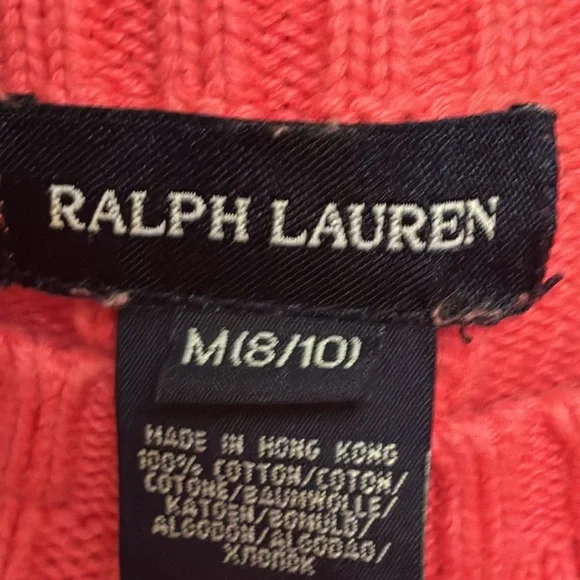 RALPH LAUREN
M(8/10)
MADE IN HONG KONG
100% COTTON/COTON/
COTONE/BAUMWOLLE/
KATOEN/BOMULD/
ALGODON/ALGODAO/
ХЛОПОК